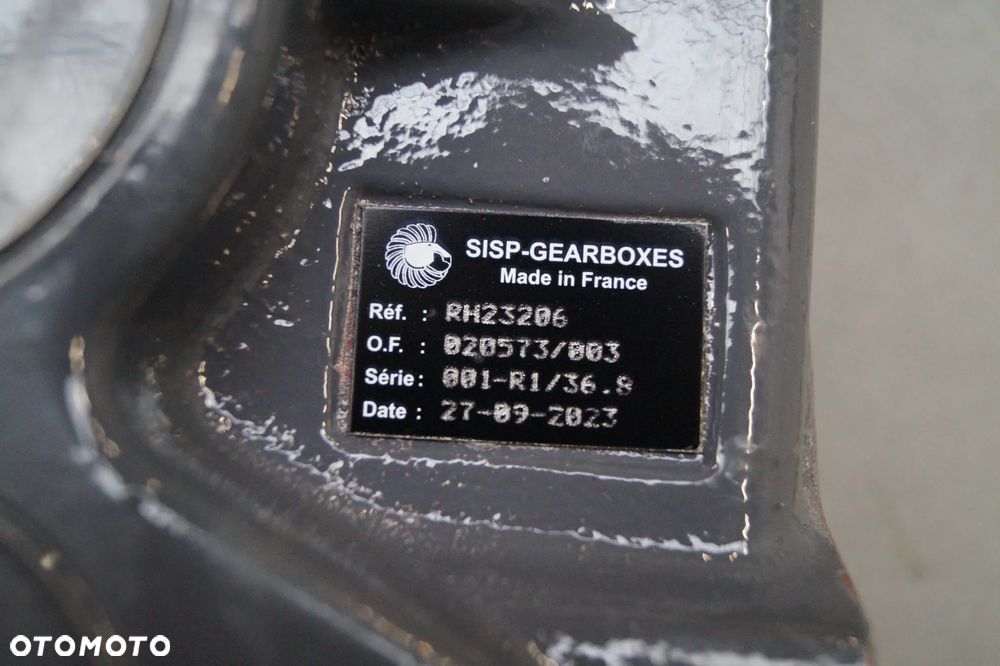 SISP-GEARBOXES
Made in France
Réf. : RH23206
O.F. : 020573/003
Série : 001-R1/36.8
Date : 27-09-2023
OTOMOTO